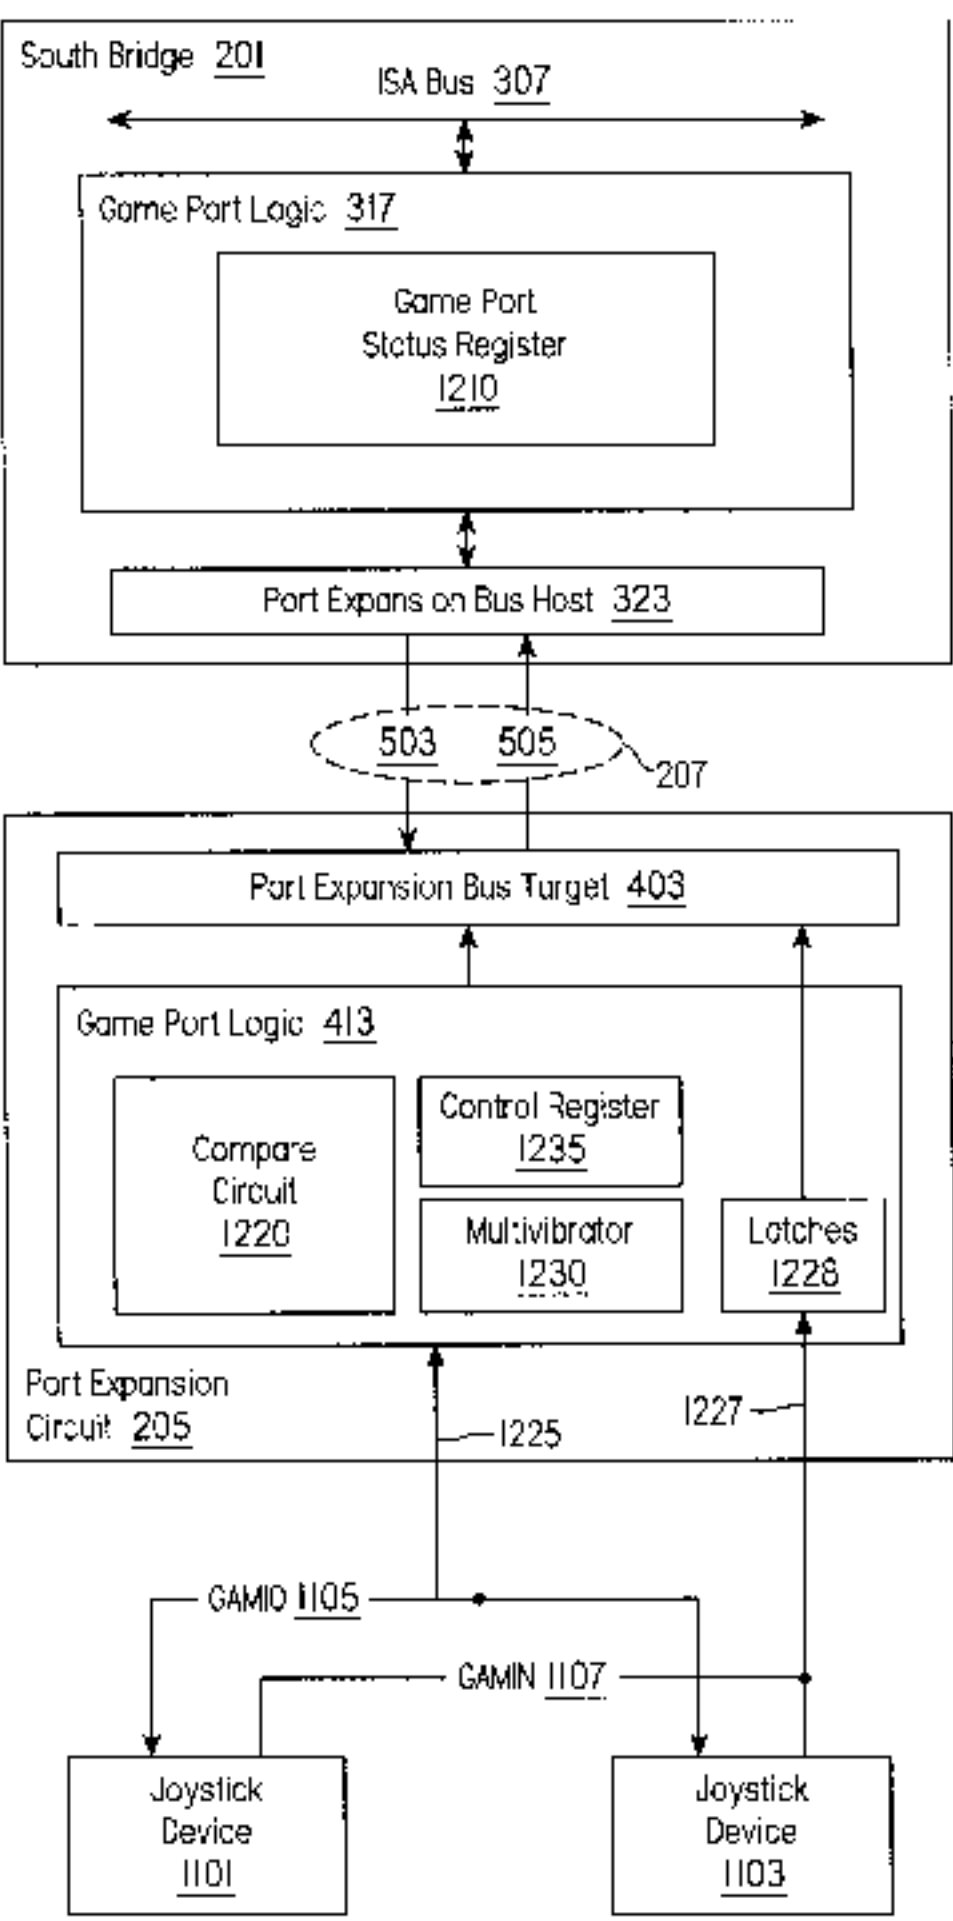 South Bridge 201
ISA Bus 307
Game Port Logic 317
Game Port
Status Register
1210
Port Expansion Bus Host 323
503 505
207
Port Expansion Bus Target 403
Game Port Logic 413
Control Register
1235
Compare
Circuit
1220
Multivibrator
1230
Latches
1228
Port Expansion
Circuit 205
1225
1227
GAMIO 1105
GAMIN 1107
Joystick
Device
1101
Joystick
Device
1103